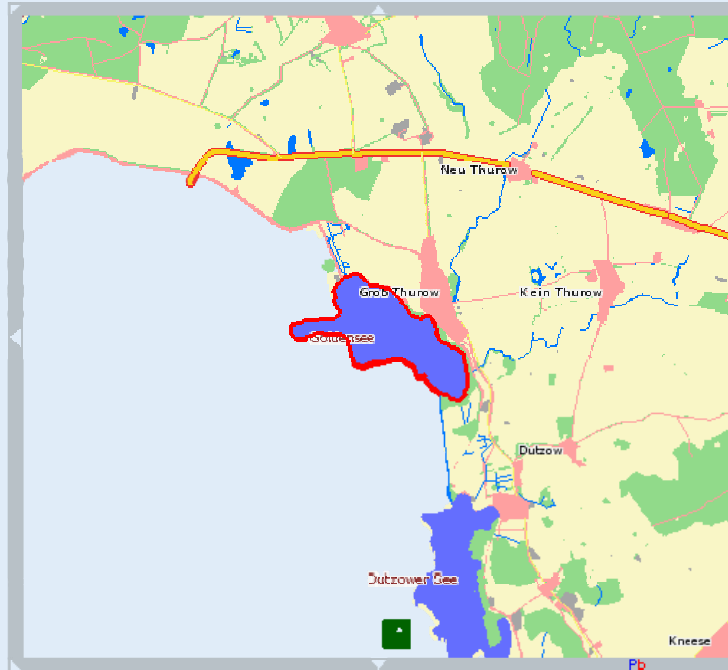 Neu Thurow
Groß Thurow
Klein Thurow
Goldensee
Dutzow
Dutzower See
Kneese
Pb